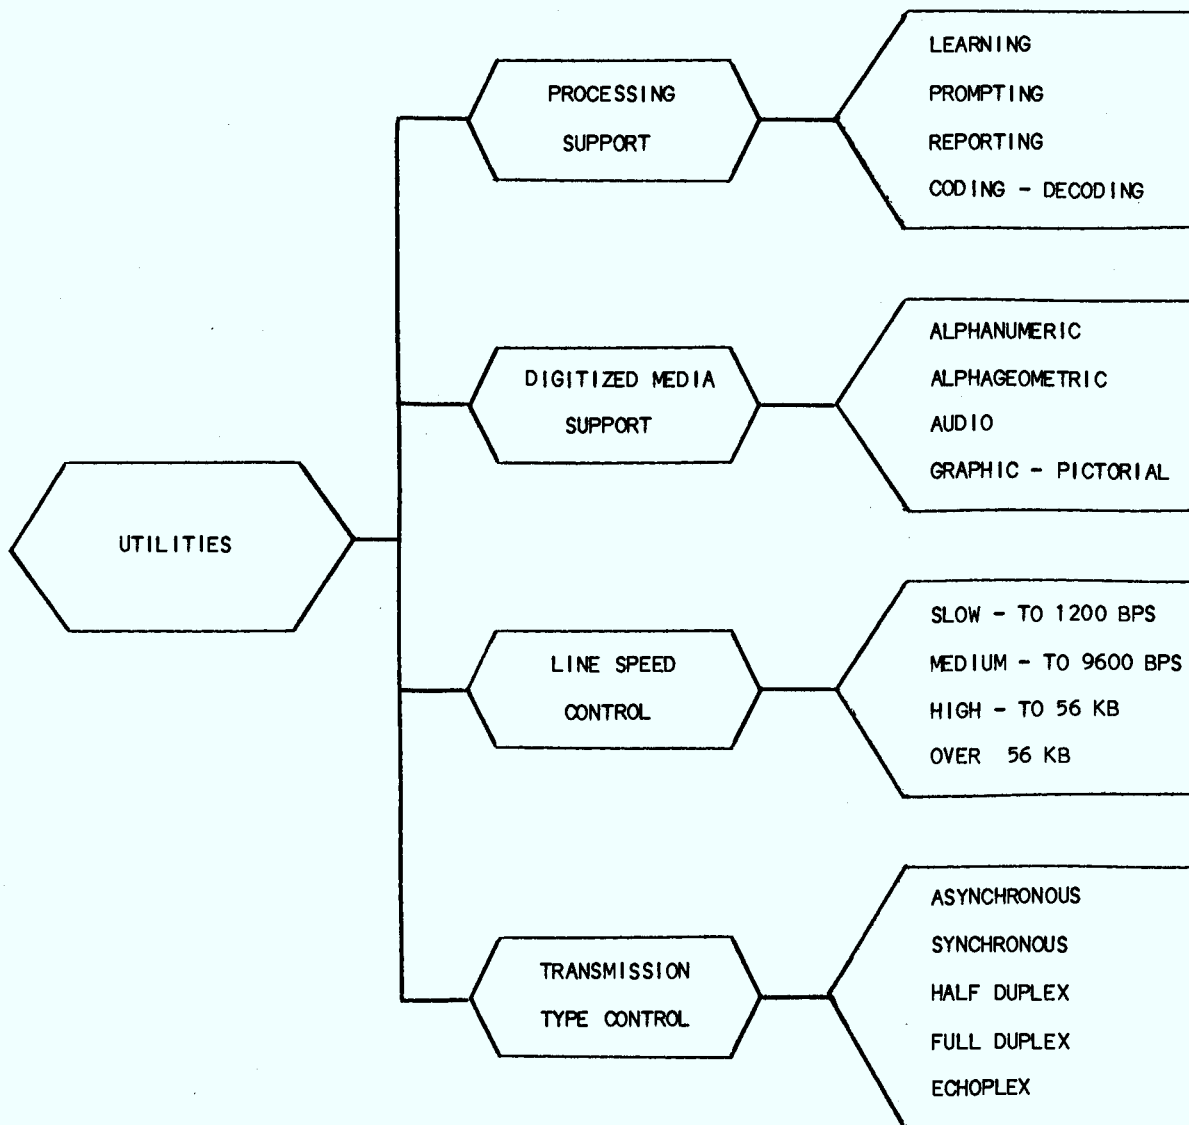 UTILITIES
PROCESSING
SUPPORT
LEARNING
PROMPTING
REPORTING
CODING - DECODING
DIGITIZED MEDIA
SUPPORT
ALPHANUMERIC
ALPHAGEOMETRIC
AUDIO
GRAPHIC - PICTORIAL
LINE SPEED
CONTROL
SLOW - TO 1200 BPS
MEDIUM - TO 9600 BPS
HIGH - TO 56 KB
OVER 56 KB
TRANSMISSION
TYPE CONTROL
ASYNCHRONOUS
SYNCHRONOUS
HALF DUPLEX
FULL DUPLEX
ECHOPLEX